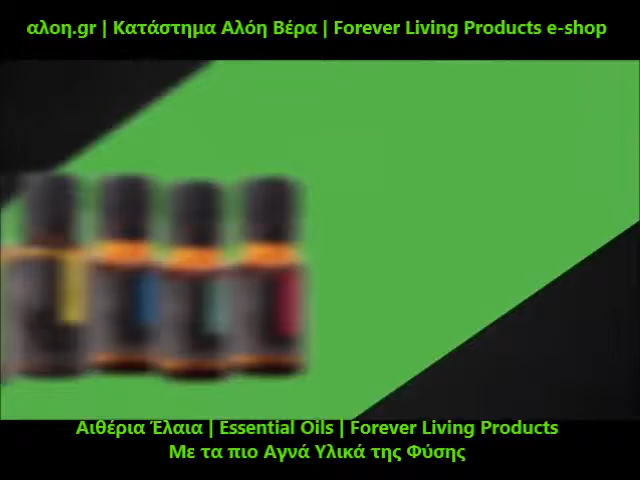 αλοη.gr | Κατάστημα Αλόη Βέρα | Forever Living Products e-shop
Αιθέρια Έλαια | Essential Oils | Forever Living Products
Με τα πιο Αγνά Υλικά της Φύσης